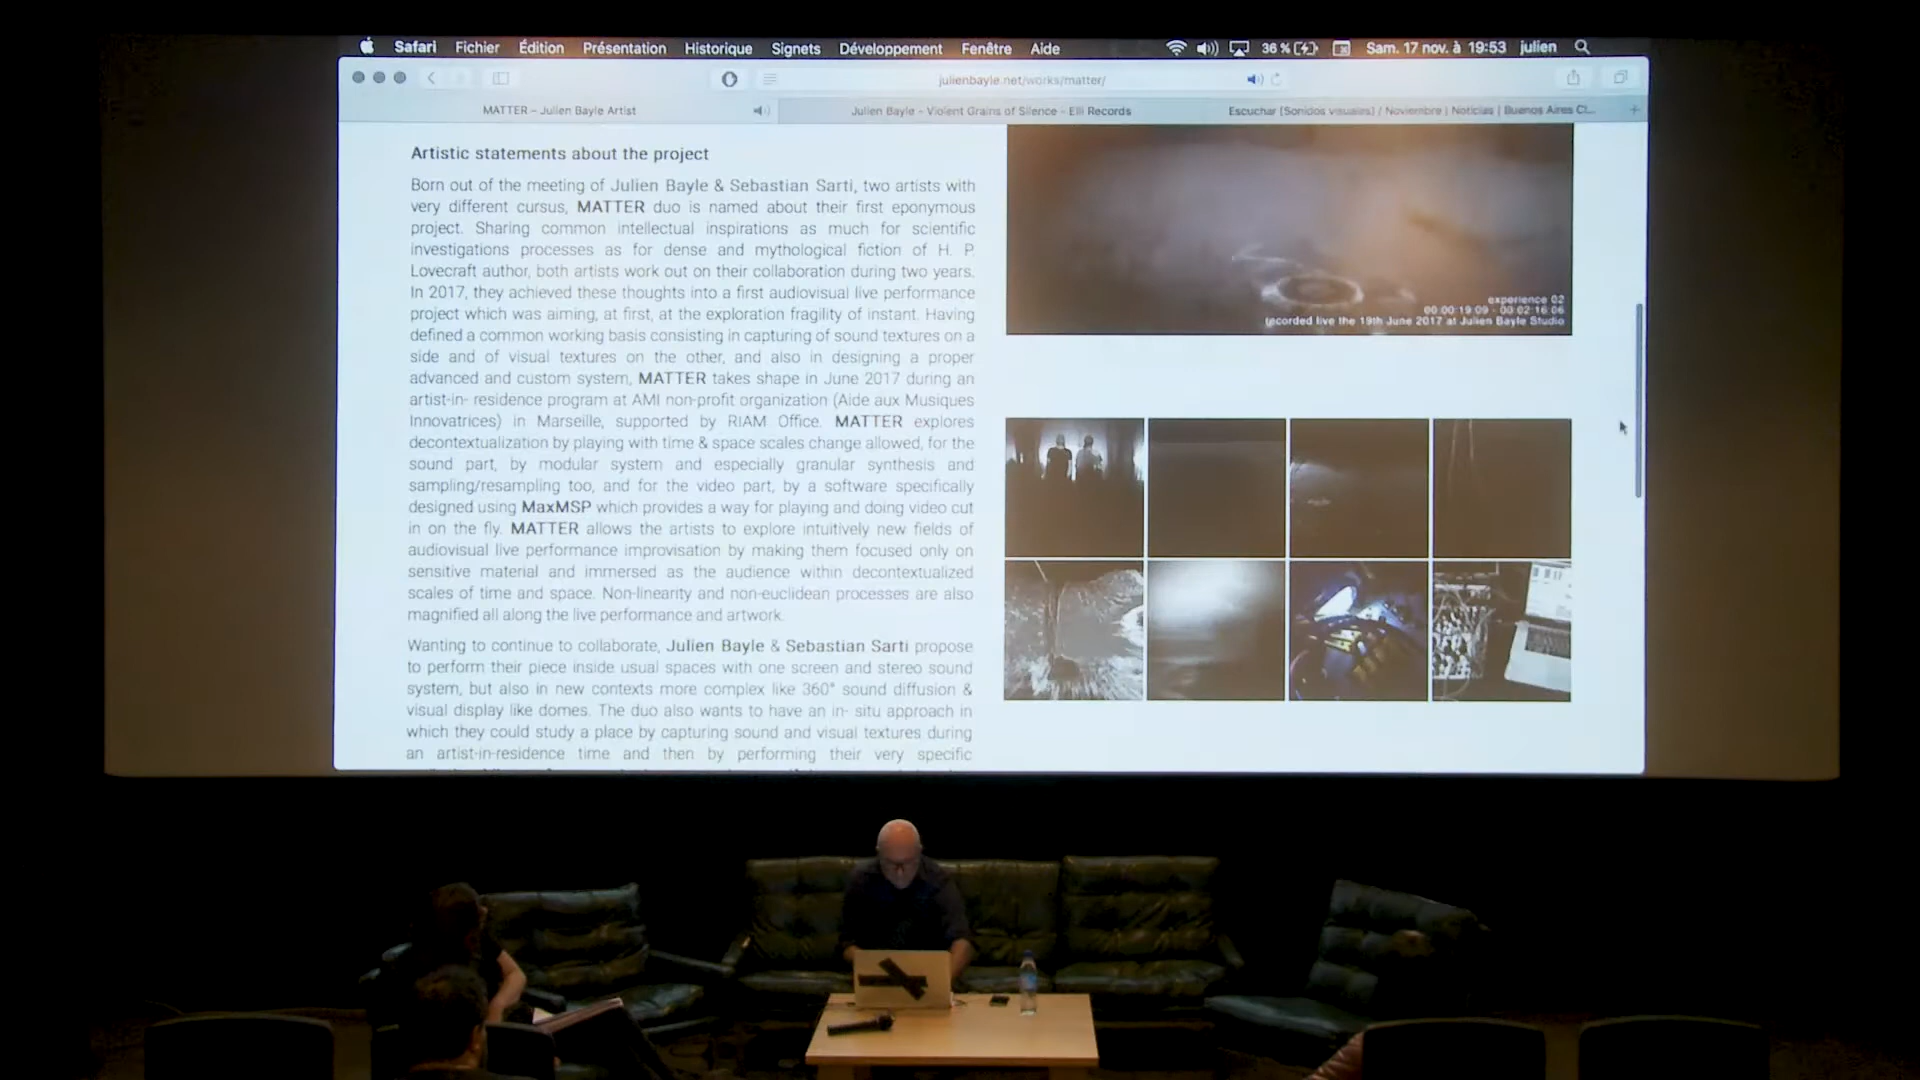 Safari Fichier Édition Présentation Historique Signets Développement Fenêtre Aide 36 % Sam. 17 nov. à 19:53 julien
julienbayle.net/works/matter/
MATTER – Julien Bayle Artist
Julien Bayle - Violent Grains of Silence - Elli Records
Escuchar [Sonidos visuales] / Noviembre | Noticias | Buenos Aires Ci...
Artistic statements about the project
Born out of the meeting of Julien Bayle & Sebastian Sarti, two artists with
very different cursus, MATTER duo is named about their first eponymous
project. Sharing common intellectual inspirations as much for scientific
investigations processes as for dense and mythological fiction of H. P.
Lovecraft author, both artists work out on their collaboration during two years.
In 2017, they achieved these thoughts into a first audiovisual live performance
project which was aiming, at first, at the exploration fragility of instant. Having
defined a common working basis consisting in capturing of sound textures on a
side and of visual textures on the other, and also in designing a proper
advanced and custom system, MATTER takes shape in June 2017 during an
artist-in- residence program at AMI non-profit organization (Aide aux Musiques
Innovatrices) in Marseille, supported by RIAM Office. MATTER explores
decontextualization by playing with time & space scales change allowed, for the
sound part, by modular system and especially granular synthesis and
sampling/resampling too, and for the video part, by a software specifically
designed using MaxMSP which provides a way for playing and doing video cut
in on the fly. MATTER allows the artists to explore intuitively new fields of
audiovisual live performance improvisation by making them focused only on
sensitive material and immersed as the audience within decontextualized
scales of time and space. Non-linearity and non-euclidean processes are also
magnified all along the live performance and artwork.
Wanting to continue to collaborate, Julien Bayle & Sebastian Sarti propose
to perform their piece inside usual spaces with one screen and stereo sound
system, but also in new contexts more complex like 360° sound diffusion &
visual display like domes. The duo also wants to have an in- situ approach in
which they could study a place by capturing sound and visual textures during
an artist-in-residence time and then by performing their very specific
experience 02
00:00:19:09 - 00:02:16:06
recorded live the 19th June 2017 at Julien Bayle Studio